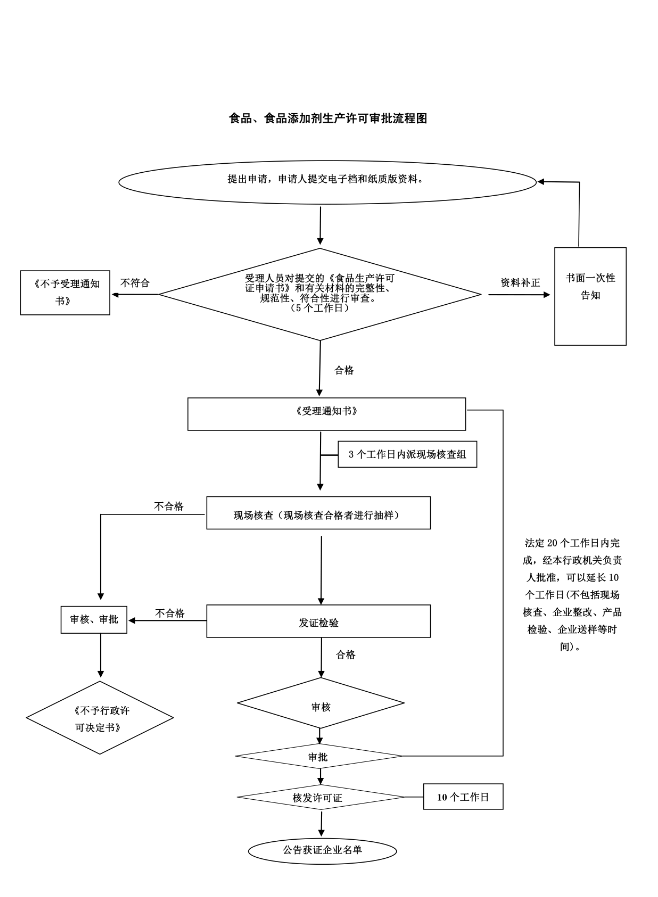 食品、食品添加剂生产许可审批流程图
提出申请，申请人提交电子档和纸质版资料。
受理人员对提交的《食品生产许可
证申请书》和有关材料的完整性、
规范性、符合性进行审查。
（5 个工作日）
不符合
《不予受理通知
书》
资料补正
书面一次性
告知
合格
《受理通知书》
3 个工作日内派现场核查组
不合格
现场核查（现场核查合格者进行抽样）
法定 20 个工作日内完
成，经本行政机关负责
人批准，可以延长 10
个工作日(不包括现场
核查、企业整改、产品
检验、企业送样等时
间)。
审核、审批
不合格
发证检验
合格
《不予行政许
可决定书》
审核
审批
核发许可证
10 个工作日
公告获证企业名单